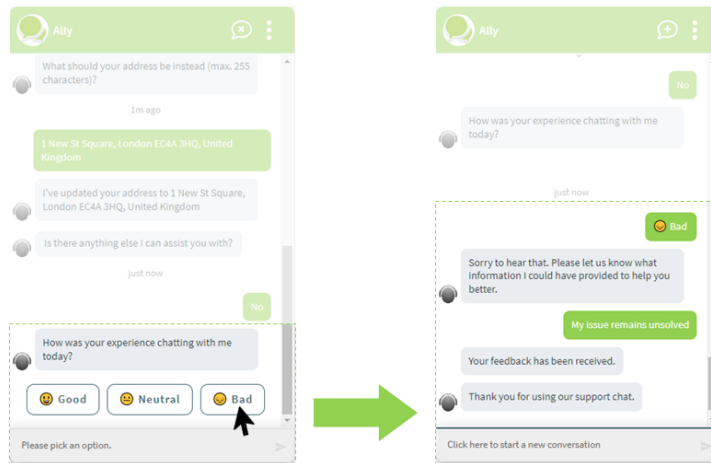 Ally
What should your address be instead (max. 255
characters)?
1m ago
1 New St Square, London EC4A 3HQ, United
Kingdom
I've updated your address to 1 New St Square,
London EC4A 3HQ, United Kingdom
Is there anything else I can assist you with?
just now
No
How was your experience chatting with me
today?
Good
Neutral
Bad
Please pick an option.
Ally
No
How was your experience chatting with me
today?
just now
Bad
Sorry to hear that. Please let us know what
information I could have provided to help you
better.
My issue remains unsolved
Your feedback has been received.
Thank you for using our support chat.
Click here to start a new conversation